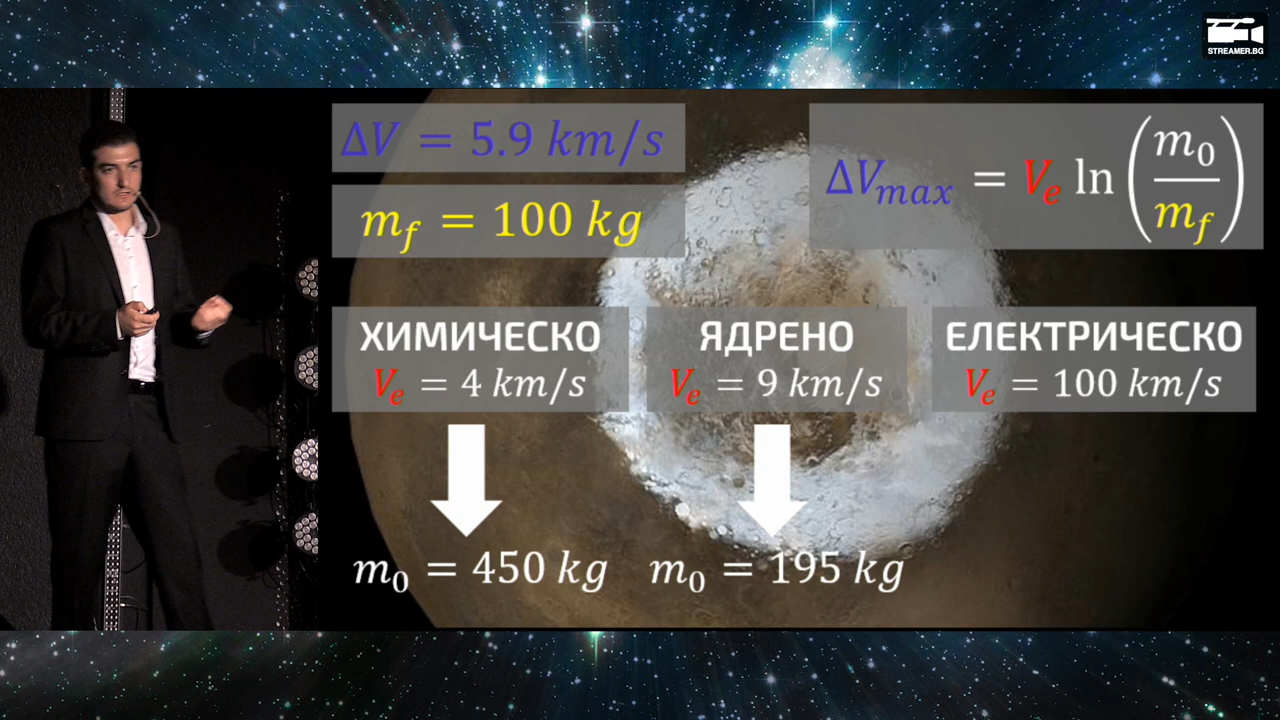 STREAMER.BG
ΔV = 5.9 km/s
m_f = 100 kg
ΔV_max = V_e ln(m_0/m_f)
ХИМИЧЕСКО
V_e = 4 km/s
ЯДРЕНО
V_e = 9 km/s
ЕЛЕКТРИЧЕСКО
V_e = 100 km/s
m_0 = 450 kg
m_0 = 195 kg